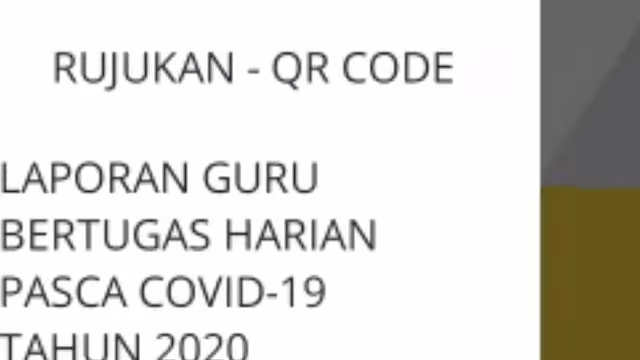 RUJUKAN - QR CODE
LAPORAN GURU
BERTUGAS HARIAN
PASCA COVID-19
TAHUN 2020